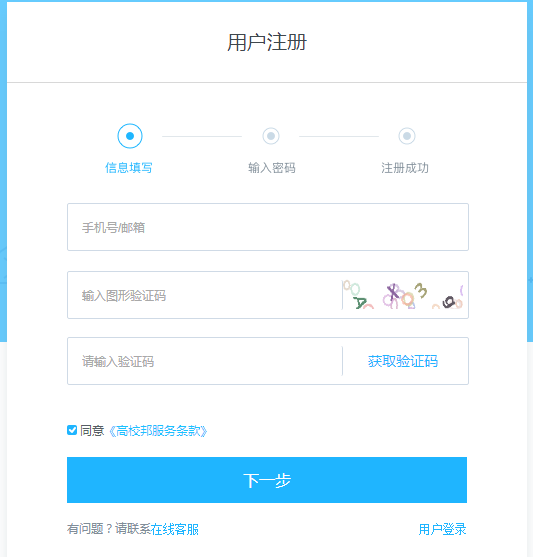 用户注册
信息填写 输入密码 注册成功
手机号/邮箱
输入图形验证码
请输入验证码 获取验证码
同意《高校邦服务条款》
下一步
有问题？请联系在线客服 用户登录